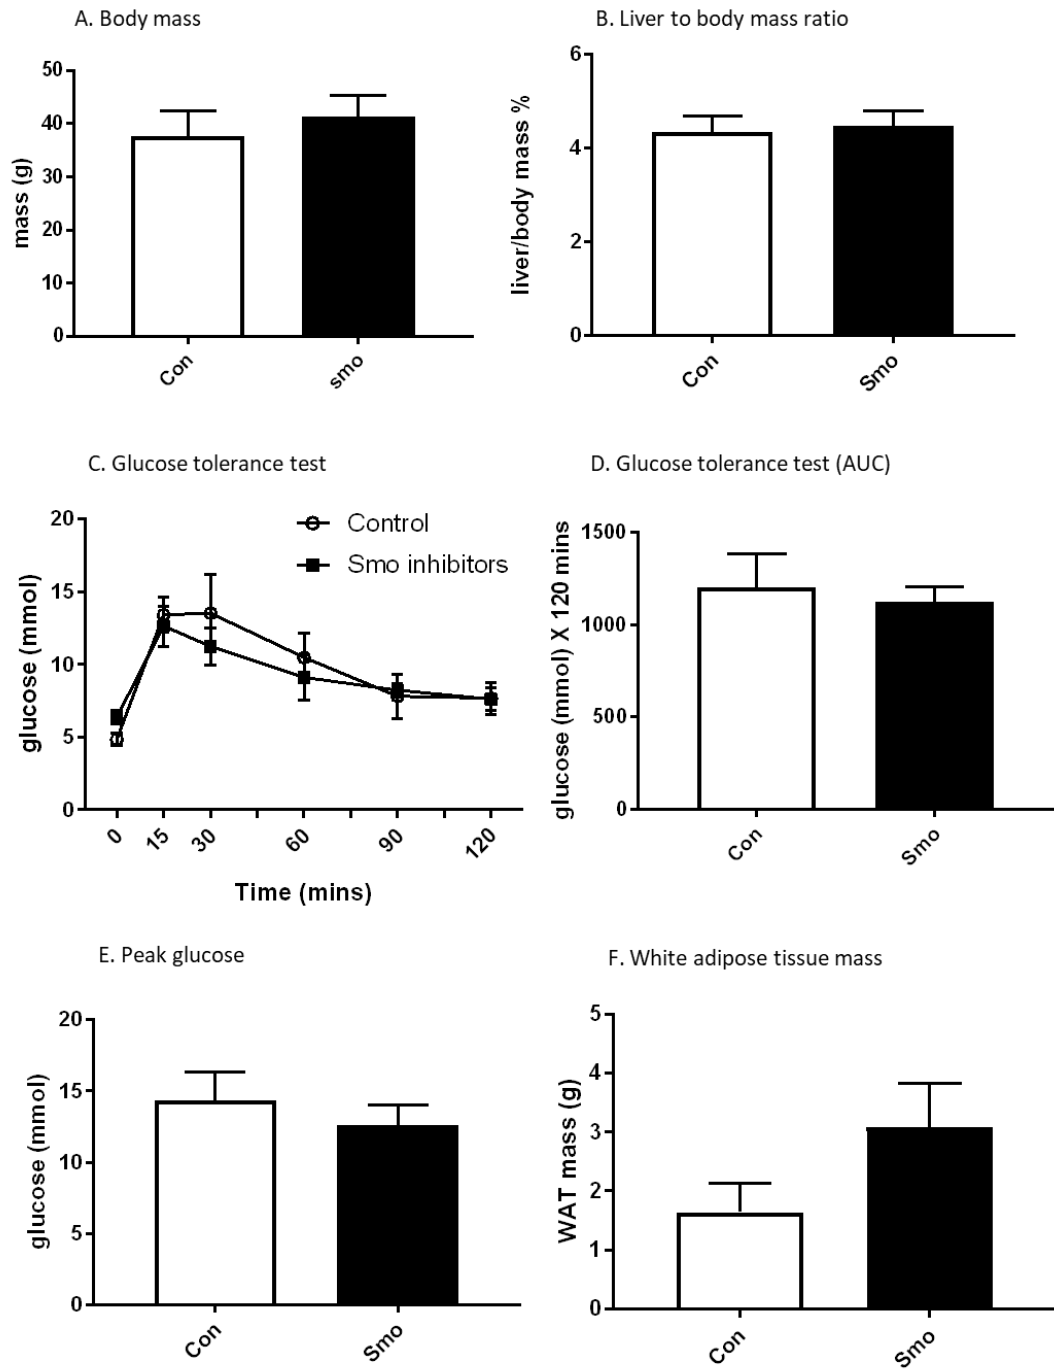 A. Body mass
mass (g)
50
40
30
20
10
0
Con
smo
B. Liver to body mass ratio
liver/body mass %
6
4
2
0
Con
Smo
C. Glucose tolerance test
glucose (mmol)
20
15
10
5
0
Control
Smo inhibitors
0
15
30
60
90
120
Time (mins)
D. Glucose tolerance test (AUC)
glucose (mmol) X 120 mins
1500
1000
500
0
Con
Smo
E. Peak glucose
glucose (mmol)
20
15
10
5
0
Con
Smo
F. White adipose tissue mass
WAT mass (g)
5
4
3
2
1
0
Con
Smo